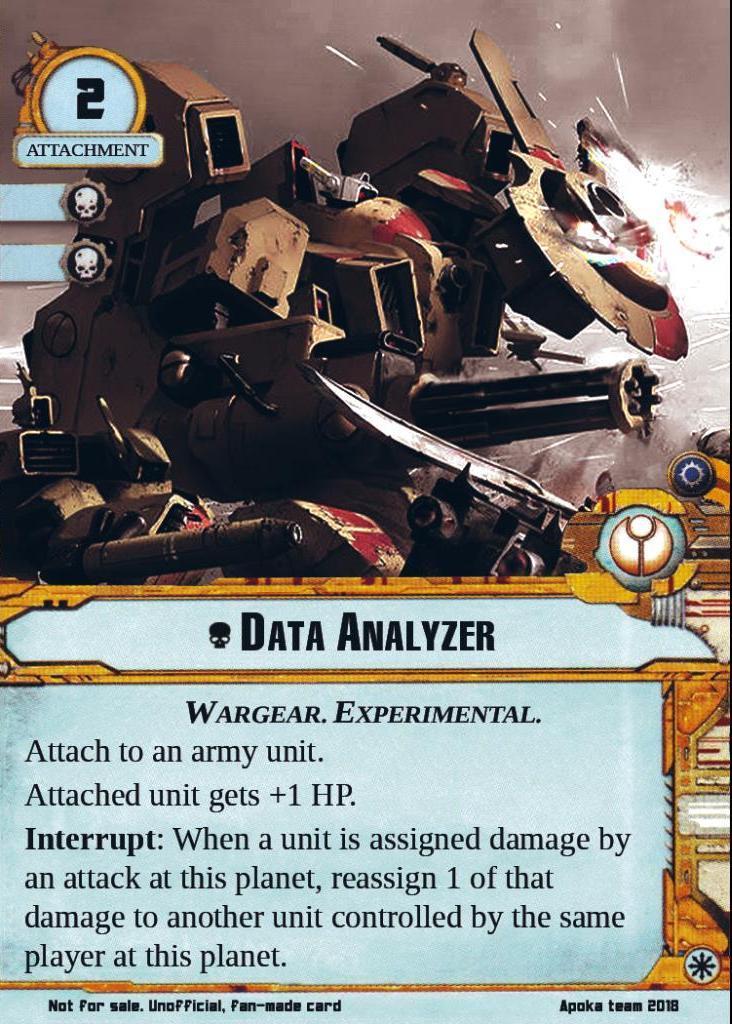 2
ATTACHMENT
DATA ANALYZER
WARGEAR. EXPERIMENTAL.
Attach to an army unit.
Attached unit gets +1 HP.
Interrupt: When a unit is assigned damage by
an attack at this planet, reassign 1 of that
damage to another unit controlled by the same
player at this planet.
Not for sale. Unofficial, fan-made card
Apoka team 2018